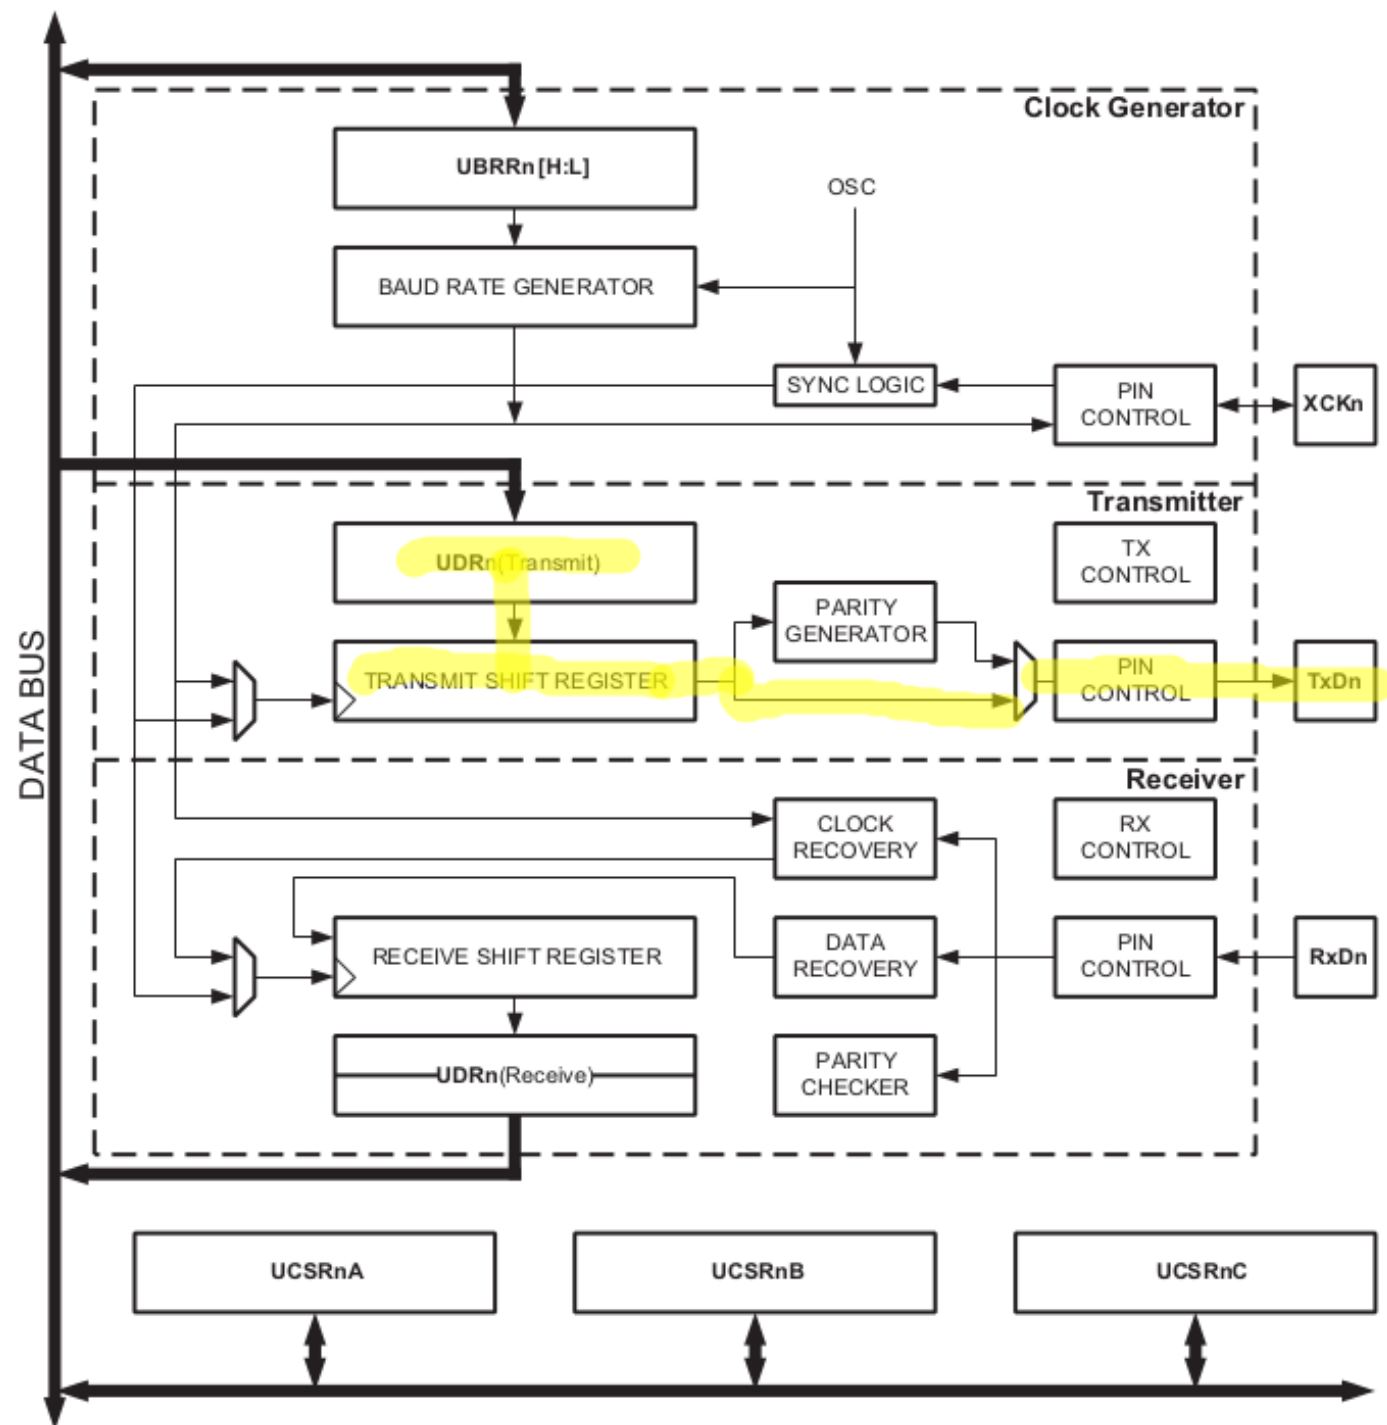 Clock Generator
UBRRn [H:L]
OSC
BAUD RATE GENERATOR
SYNC LOGIC
PIN
CONTROL
XCKn
Transmitter
UDRn(Transmit)
TX
CONTROL
PARITY
GENERATOR
TRANSMIT SHIFT REGISTER
PIN
CONTROL
TxDn
DATA BUS
Receiver
CLOCK
RECOVERY
RX
CONTROL
RECEIVE SHIFT REGISTER
DATA
RECOVERY
PIN
CONTROL
RxDn
UDRn(Receive)
PARITY
CHECKER
UCSRnA
UCSRnB
UCSRnC